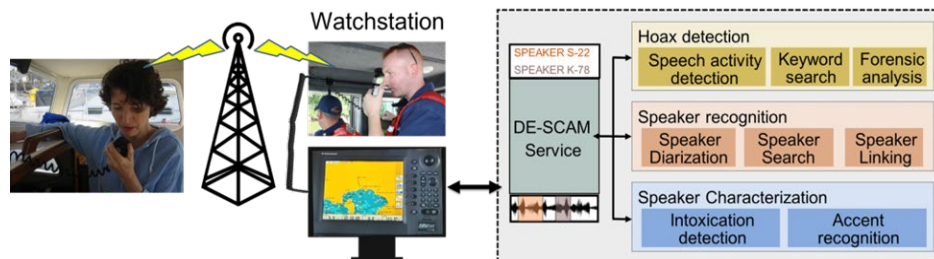 Watchstation
SPEAKER S-22
SPEAKER K-78
DE-SCAM
Service
Hoax detection
Speech activity
detection
Keyword
search
Forensic
analysis
Speaker recognition
Speaker
Diarization
Speaker
Search
Speaker
Linking
Speaker Characterization
Intoxication
detection
Accent
recognition